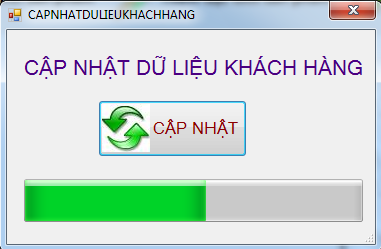 CAPNHATDULIEUKHACHHANG
CẬP NHẬT DỮ LIỆU KHÁCH HÀNG
CẬP NHẬT